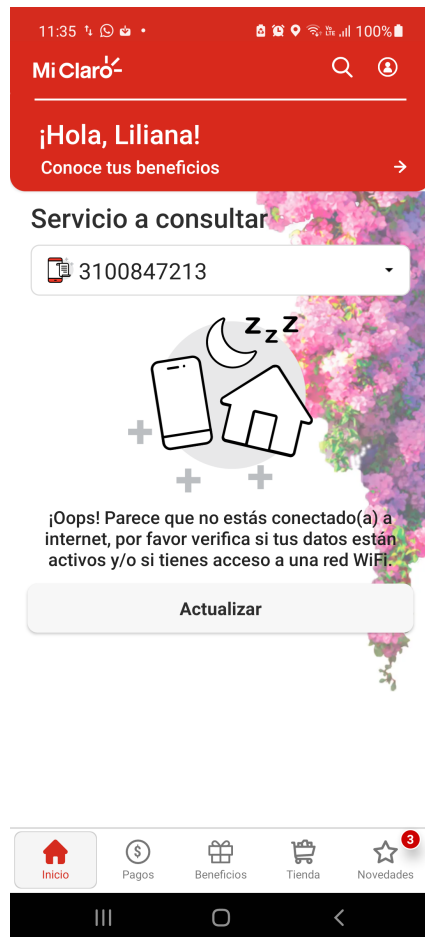 11:35
100%
Mi Claro
¡Hola, Liliana!
Conoce tus beneficios
Servicio a consultar
3100847213
z z z
¡Oops! Parece que no estás conectado(a) a
internet, por favor verifica si tus datos están
activos y/o si tienes acceso a una red WiFi.
Actualizar
3
Inicio
Pagos
Beneficios
Tienda
Novedades